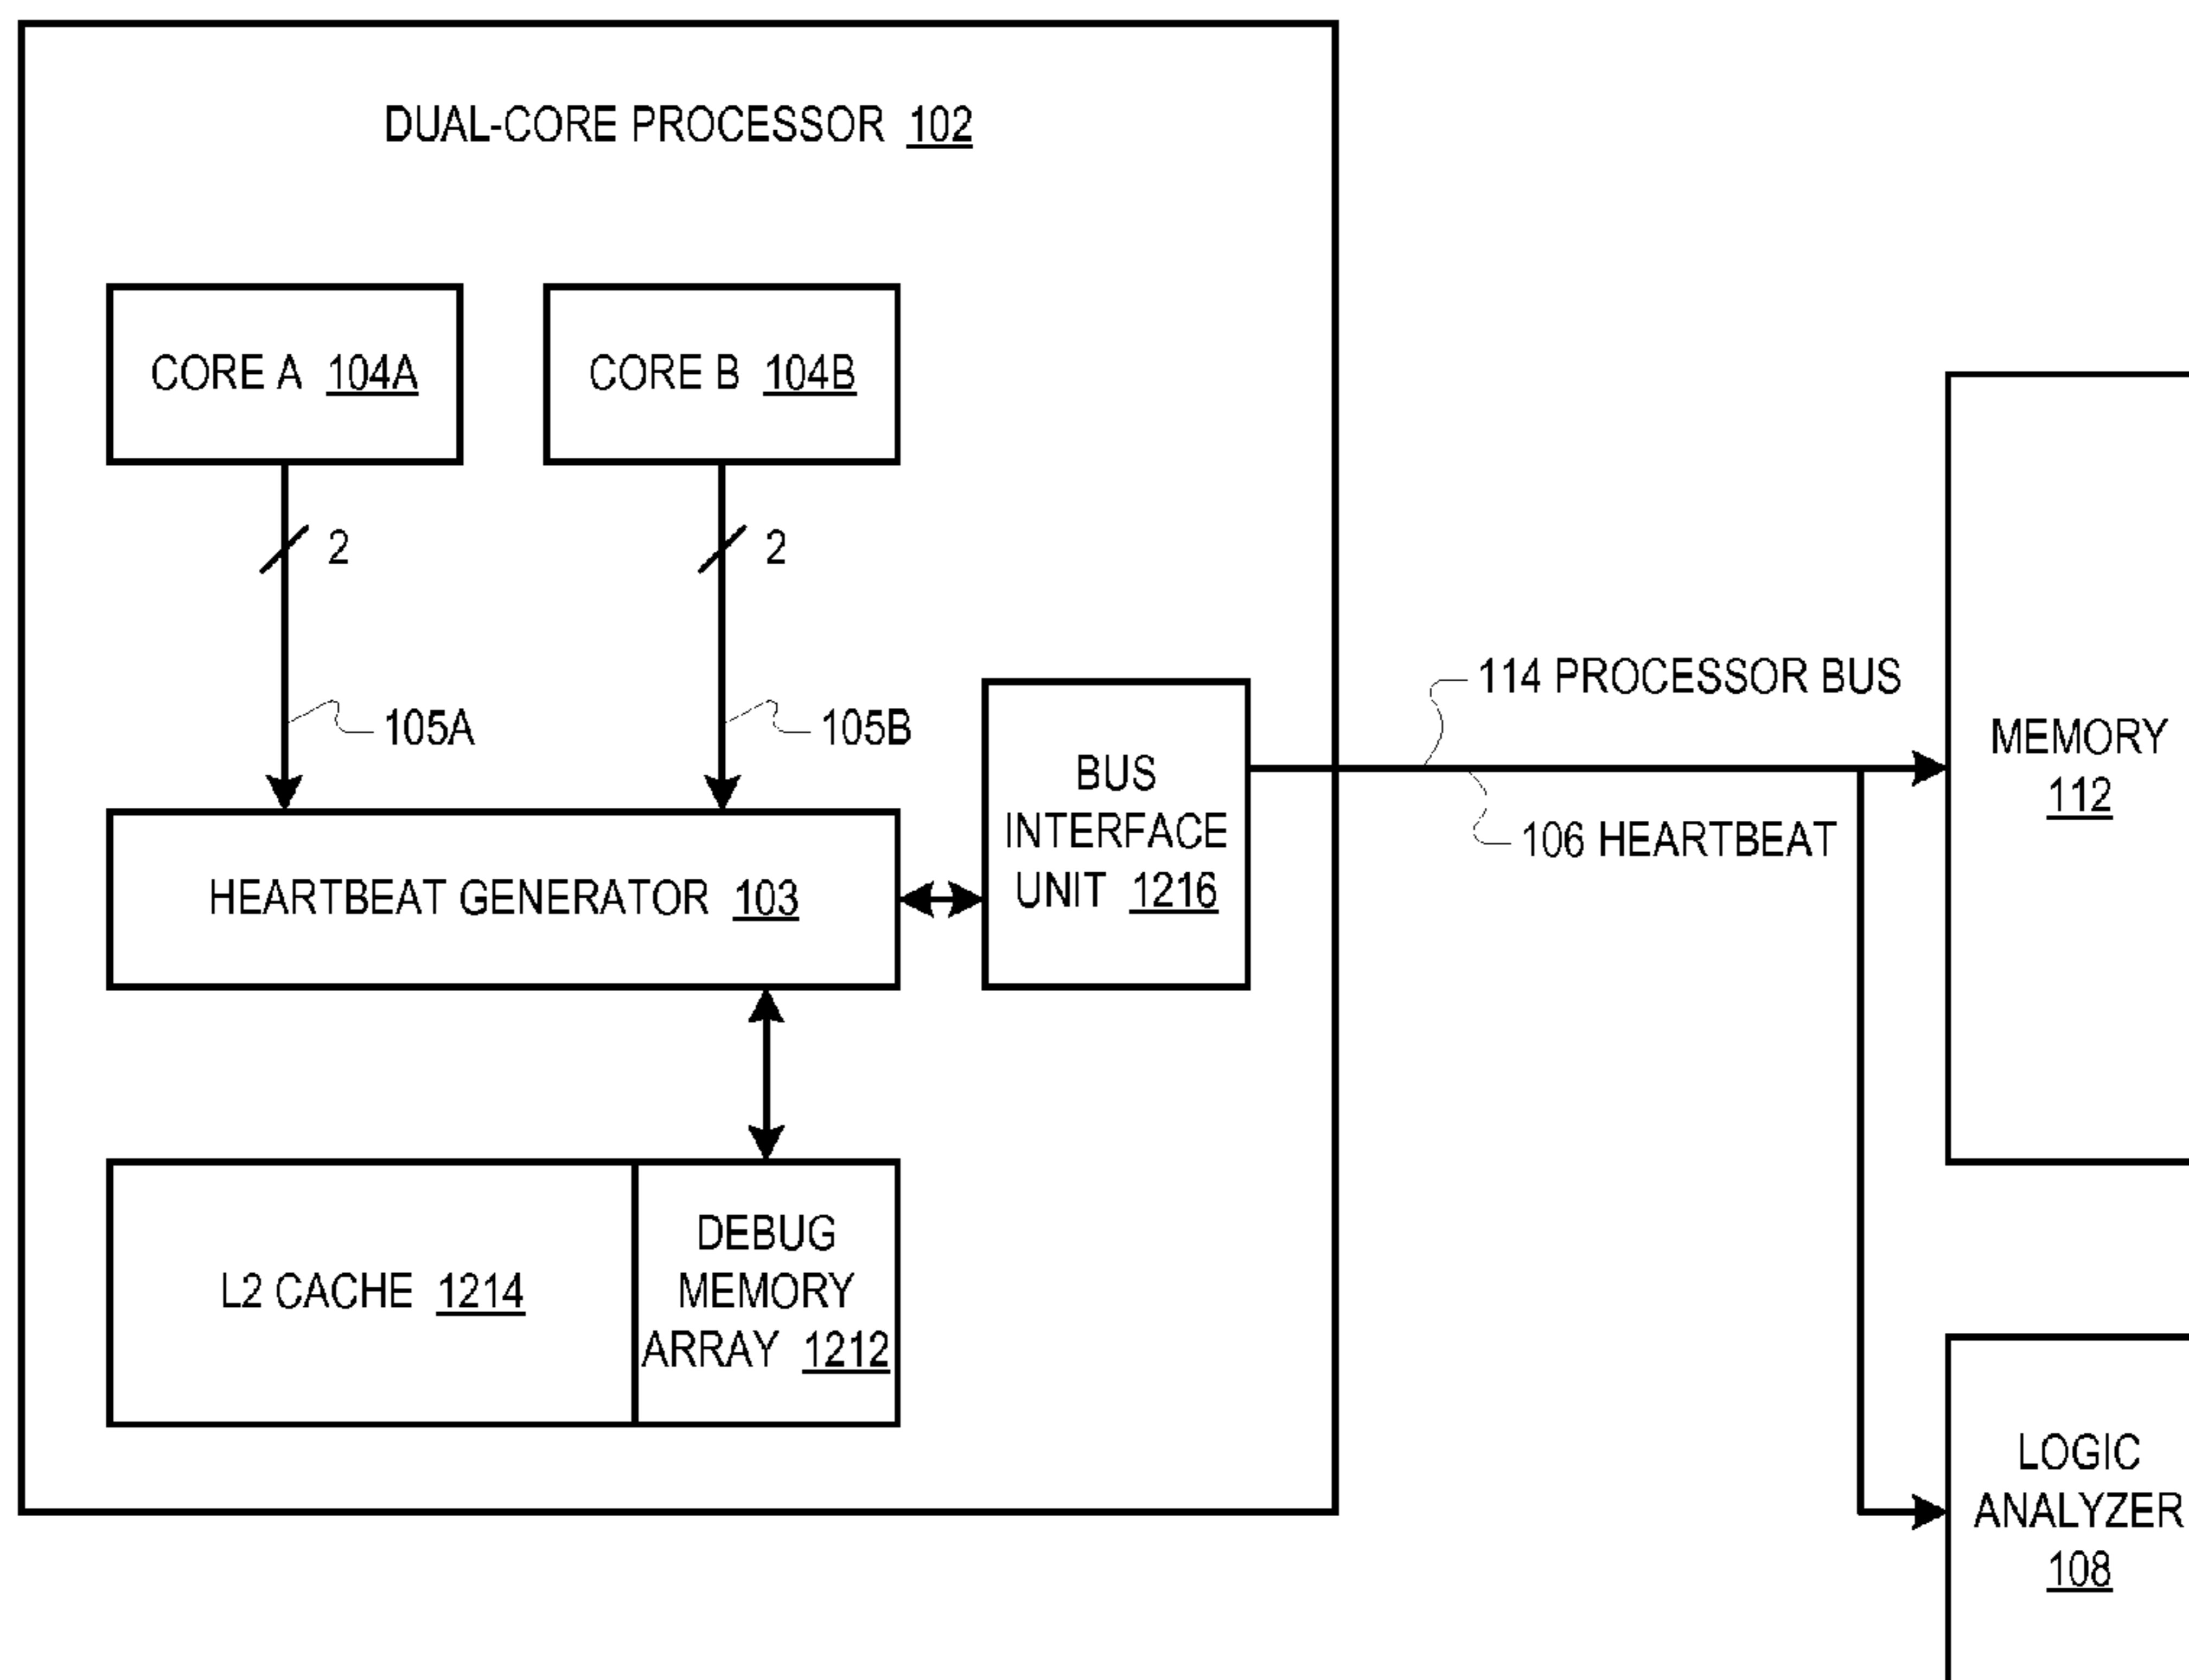 DUAL-CORE PROCESSOR 102
CORE A 104A
CORE B 104B
2
2
105A
105B
114 PROCESSOR BUS
106 HEARTBEAT
BUS
INTERFACE
UNIT 1216
MEMORY
112
HEARTBEAT GENERATOR 103
L2 CACHE 1214
DEBUG
MEMORY
ARRAY 1212
LOGIC
ANALYZER
108